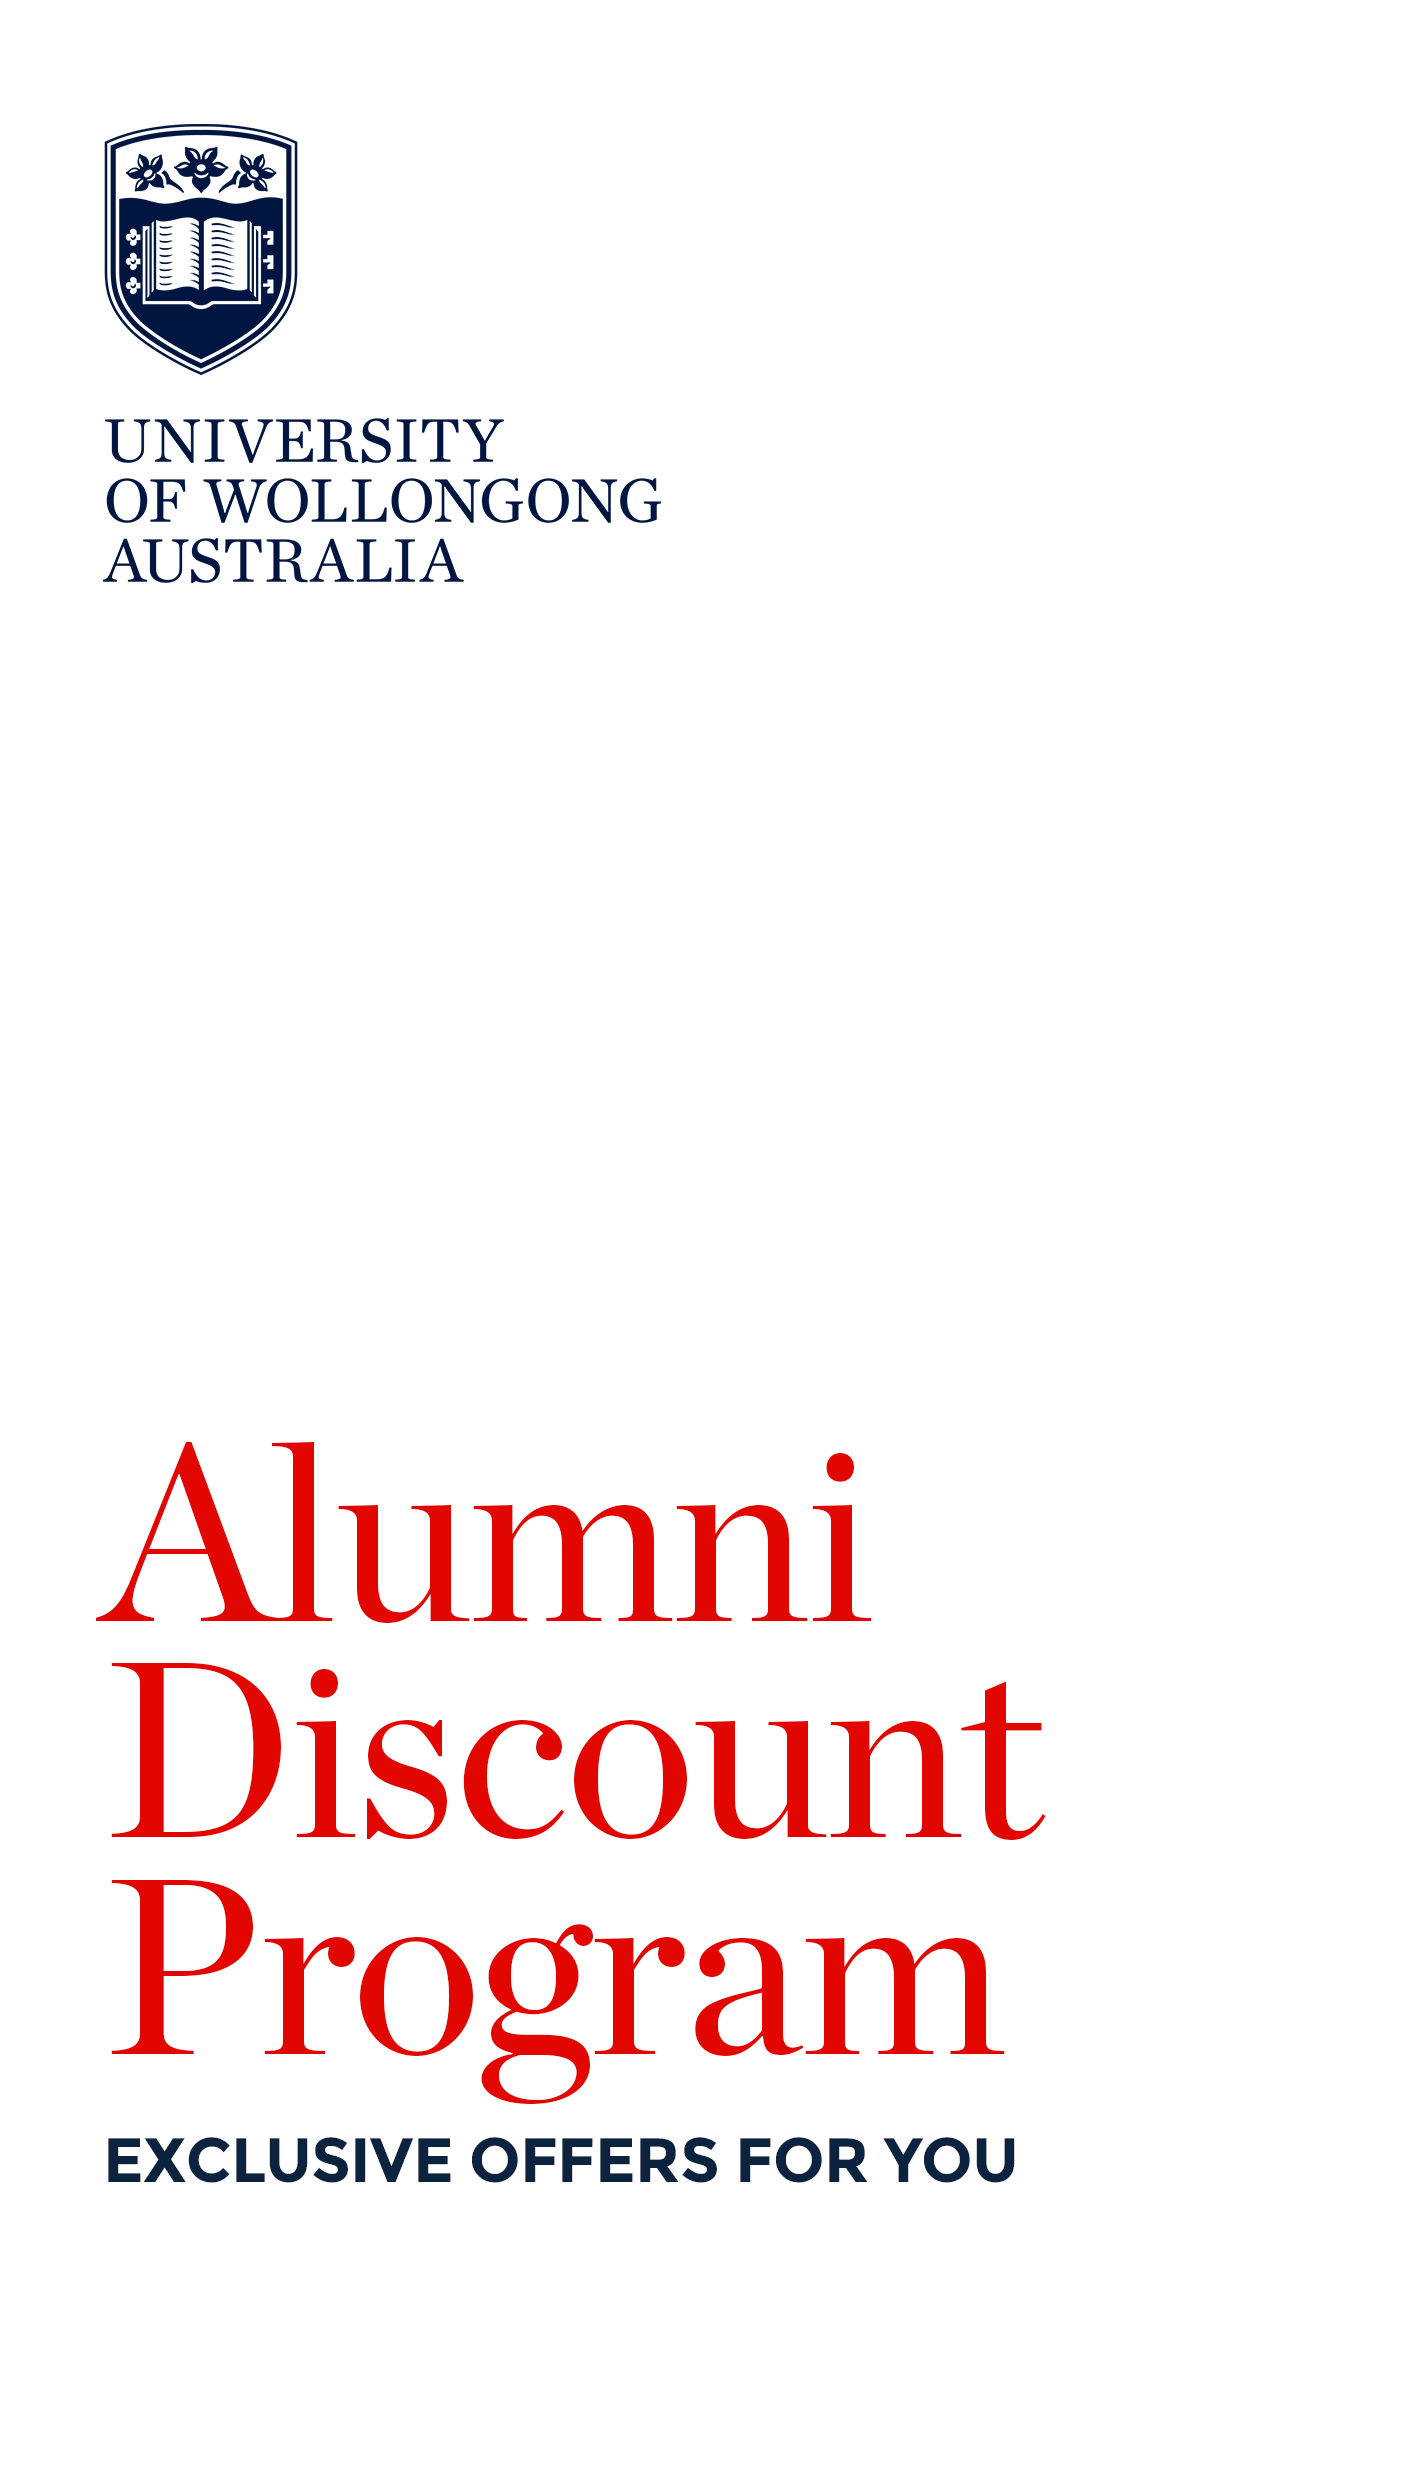 UNIVERSITY
OF WOLLONGONG
AUSTRALIA
Alumni
Discount
Program
EXCLUSIVE OFFERS FOR YOU